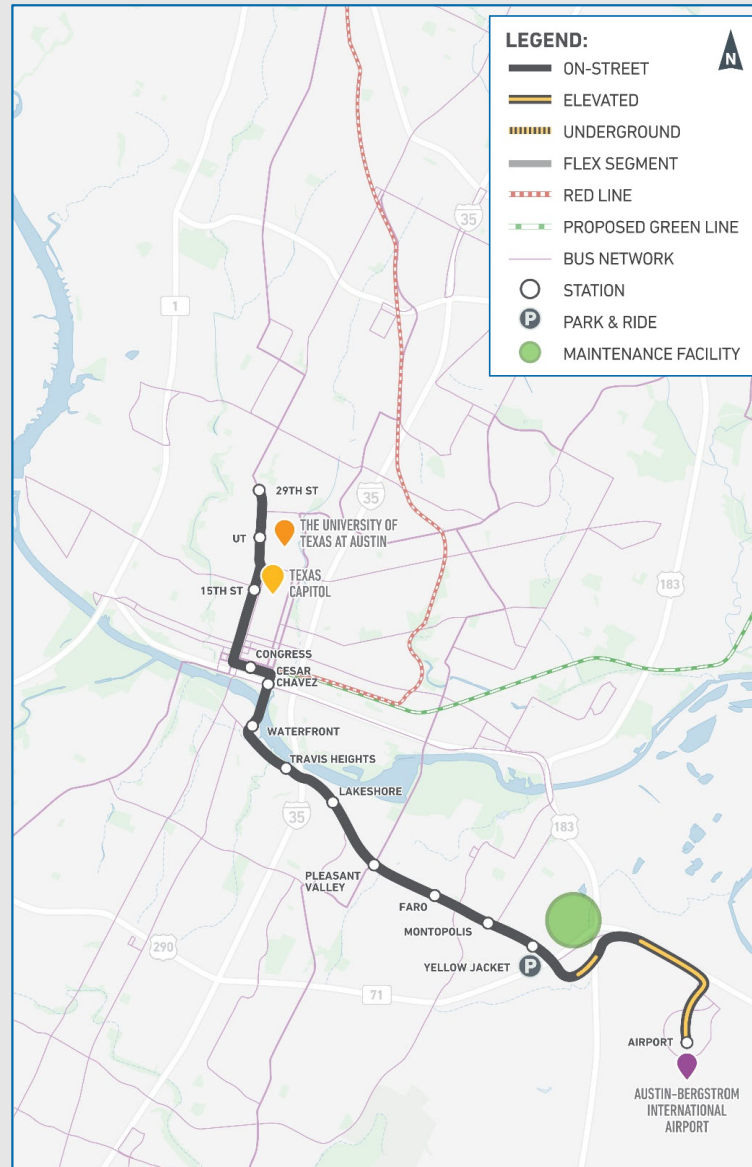 LEGEND:
N
ON-STREET
ELEVATED
UNDERGROUND
FLEX SEGMENT
RED LINE
PROPOSED GREEN LINE
BUS NETWORK
STATION
P
PARK & RIDE
MAINTENANCE FACILITY
35
1
29TH ST
35
UT
THE UNIVERSITY OF
TEXAS AT AUSTIN
TEXAS
CAPITOL
183
15TH ST
CONGRESS
CESAR
CHAVEZ
WATERFRONT
TRAVIS HEIGHTS
LAKESHORE
35
183
PLEASANT
VALLEY
FARO
MONTOPOLIS
290
YELLOW JACKET
P
71
AIRPORT
AUSTIN-BERGSTROM
INTERNATIONAL
AIRPORT